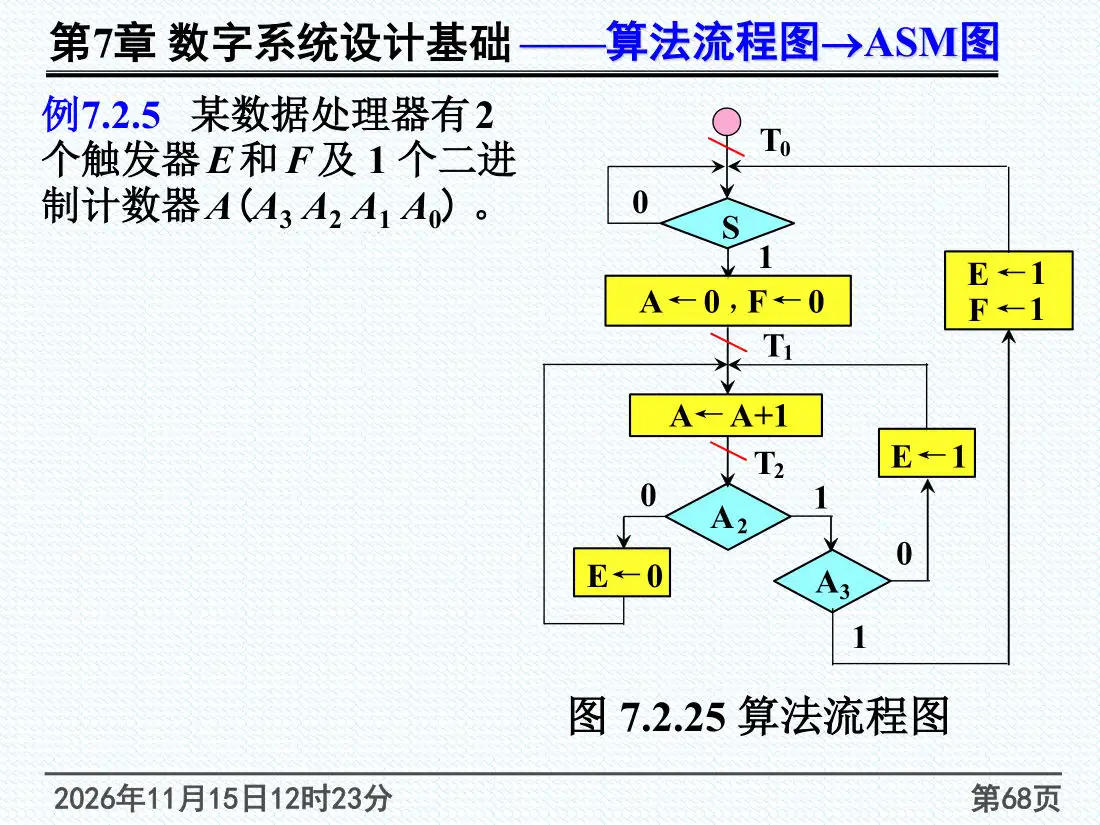 第7章 数字系统设计基础——算法流程图→ASM图
例7.2.5 某数据处理器有2
个触发器E和F及1个二进
制计数器A(A₃ A₂ A₁ A₀)。
T₀
0
S
1
A←0，F←0
E←1
F←1
T₁
A←A+1
T₂
E←1
0
A₂
1
E←0
A₃
0
1
图 7.2.25 算法流程图
2026年11月15日12时23分
第68页